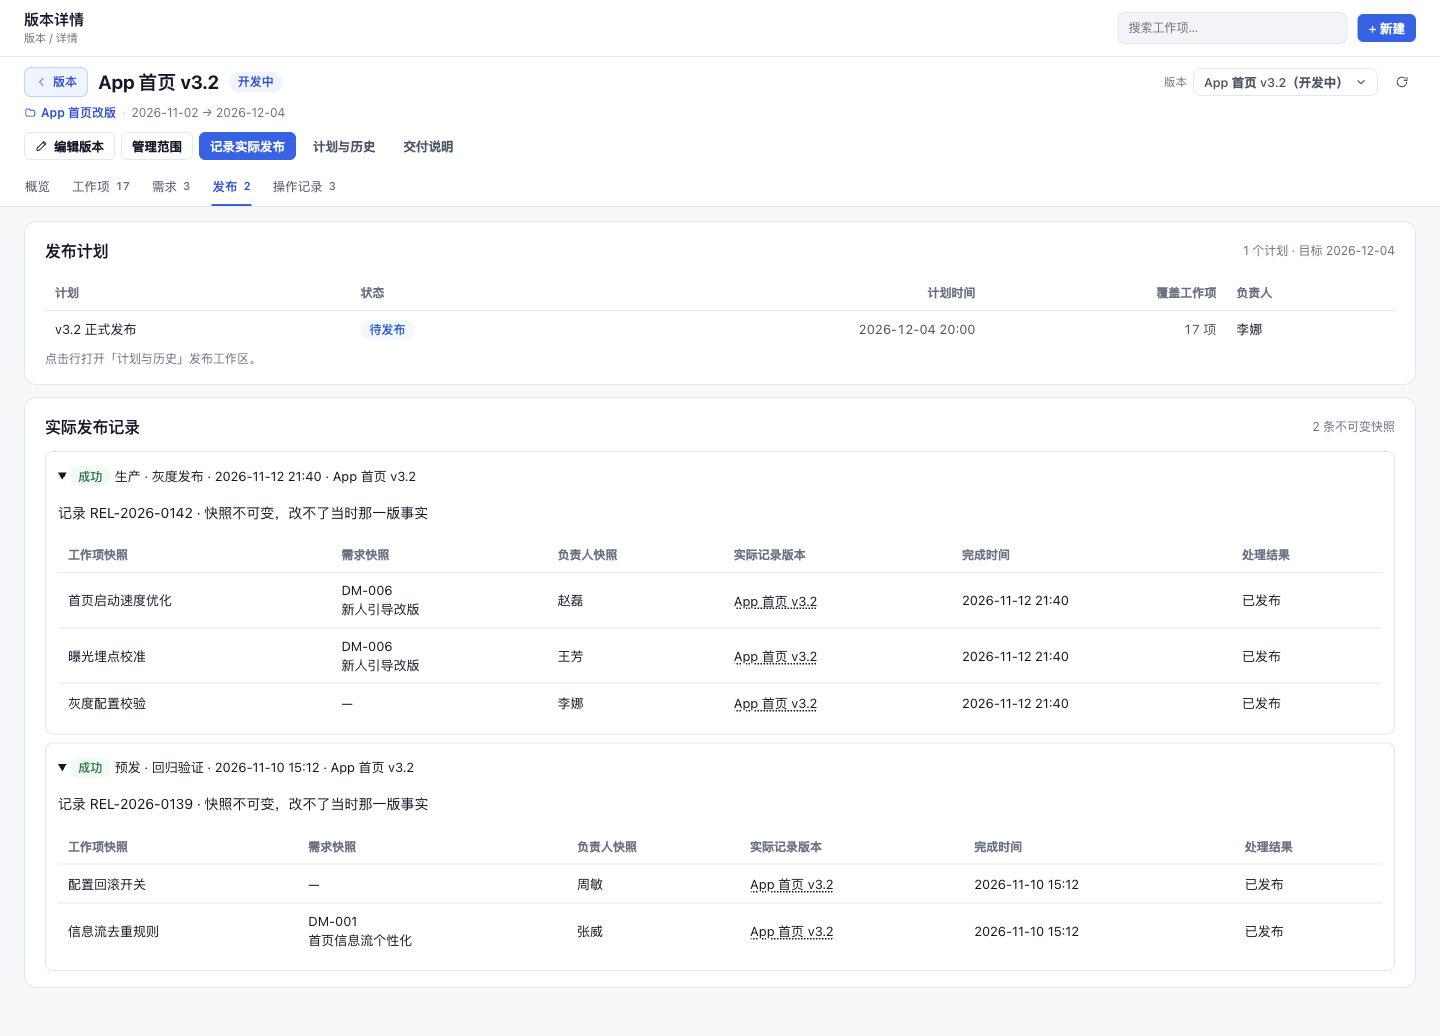 版本详情
版本 / 详情
搜索工作项...
+ 新建
版本
App 首页 v3.2
开发中
版本
App 首页 v3.2（开发中）
App 首页改版 · 2026-11-02 → 2026-12-04
编辑版本
管理范围
记录实际发布
计划与历史
交付说明
概览
工作项 17
需求 3
发布 2
操作记录 3
发布计划
1 个计划 · 目标 2026-12-04
计划 状态 计划时间 覆盖工作项 负责人
v3.2 正式发布 待发布 2026-12-04 20:00 17 项 李娜
点击行打开「计划与历史」发布工作区。
实际发布记录
2 条不可变快照
▼ 成功 生产 · 灰度发布 · 2026-11-12 21:40 · App 首页 v3.2
记录 REL-2026-0142 · 快照不可变，改不了当时那一版事实
工作项快照 需求快照 负责人快照 实际记录版本 完成时间 处理结果
首页启动速度优化 DM-006 新人引导改版 赵磊 App 首页 v3.2 2026-11-12 21:40 已发布
曝光埋点校准 DM-006 新人引导改版 王芳 App 首页 v3.2 2026-11-12 21:40 已发布
灰度配置校验 — 李娜 App 首页 v3.2 2026-11-12 21:40 已发布
▼ 成功 预发 · 回归验证 · 2026-11-10 15:12 · App 首页 v3.2
记录 REL-2026-0139 · 快照不可变，改不了当时那一版事实
工作项快照 需求快照 负责人快照 实际记录版本 完成时间 处理结果
配置回滚开关 — 周敏 App 首页 v3.2 2026-11-10 15:12 已发布
信息流去重规则 DM-001 首页信息流个性化 张威 App 首页 v3.2 2026-11-10 15:12 已发布